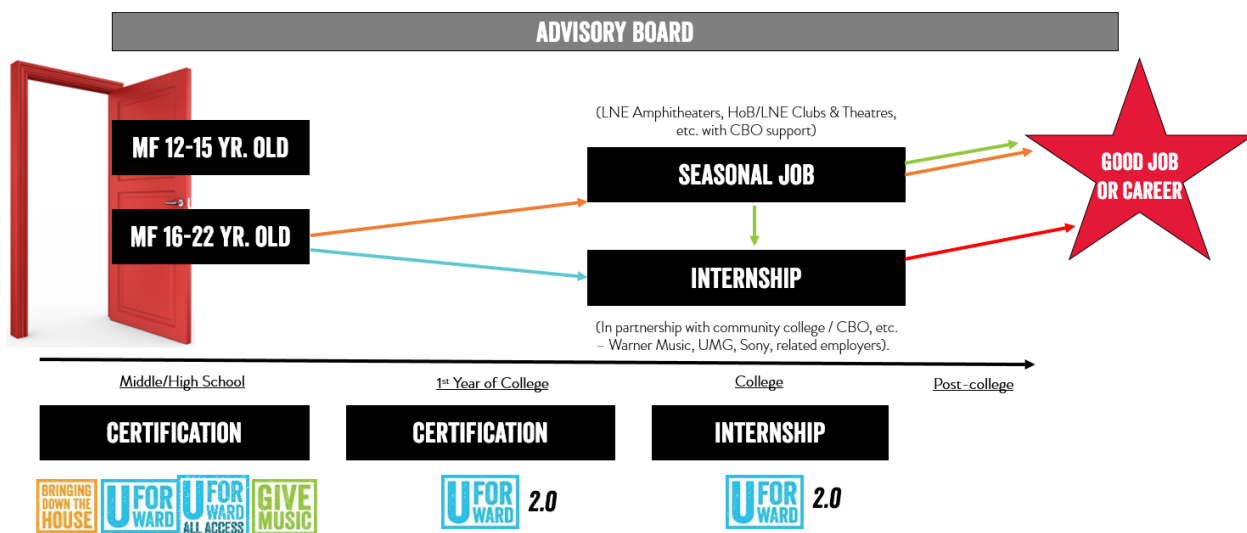 ADVISORY BOARD
MF 12-15 YR. OLD
MF 16-22 YR. OLD
(LNE Amphitheaters, HoB/LNE Clubs & Theatres,
etc. with CBO support)
SEASONAL JOB
INTERNSHIP
(In partnership with community college / CBO, etc.
– Warner Music, UMG, Sony, related employers).
GOOD JOB
OR CAREER
Middle/High School
1st Year of College
College
Post-college
CERTIFICATION
CERTIFICATION
INTERNSHIP
BRINGING
DOWN THE
HOUSE
U FOR
WARD
U FOR
WARD
ALL ACCESS
GIVE
MUSIC
U FOR
WARD
2.0
U FOR
WARD
2.0